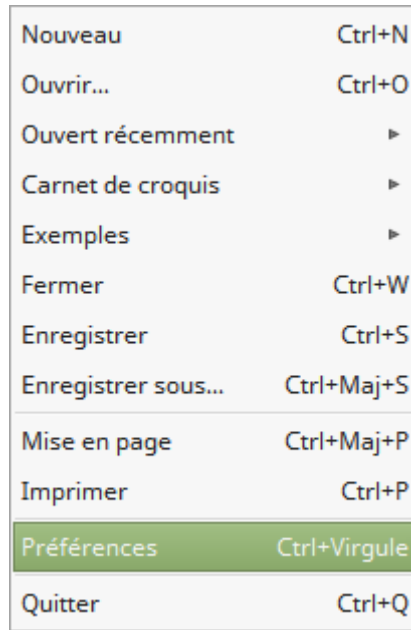 Nouveau Ctrl+N
Ouvrir... Ctrl+O
Ouvert récemment
Carnet de croquis
Exemples
Fermer Ctrl+W
Enregistrer Ctrl+S
Enregistrer sous... Ctrl+Maj+S
Mise en page Ctrl+Maj+P
Imprimer Ctrl+P
Préférences Ctrl+Virgule
Quitter Ctrl+Q